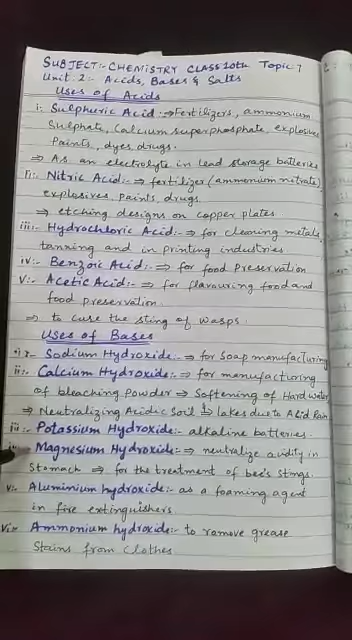 SUBJECT:- CHEMISTRY CLASS 10th Topic 7
Unit 2:- Acids, Bases & Salts
Uses of Acids
i:- Sulphuric Acid:- ⇒ Fertilizers, ammonium
Sulphate, Calcium superphosphate, explosive
Paints, dyes, drugs.
⇒ As an electrolyte in lead storage batteries
ii:- Nitric Acid:- ⇒ fertilizer (ammonium nitrate)
explosives, paints, drugs
⇒ etching designs on copper plates.
iii:- Hydrochloric Acid:- ⇒ for cleaning metals,
tanning and in printing industries
iv:- Benzoic Acid:- ⇒ for food preservation
v:- Acetic Acid:- ⇒ for flavouring food and
food preservation.
⇒ to cure the sting of wasps.
Uses of Bases
i:- Sodium Hydroxide:- ⇒ for Soap manufacturing
ii:- Calcium Hydroxide:- ⇒ for manufacturing
of bleaching powder ⇒ Softening of Hard water
⇒ Neutralizing Acidic Soil & lakes due to Acid Rain
iii:- Potassium Hydroxide:- alkaline batteries.
Magnesium Hydroxide:- ⇒ neutralize acidity in
Stomach ⇒ for the treatment of bee's stings.
v:- Aluminium hydroxide:- as a foaming agent
in fire extinguishers
vi:- Ammonium hydroxide:- to ramove grease
Stains from clothes